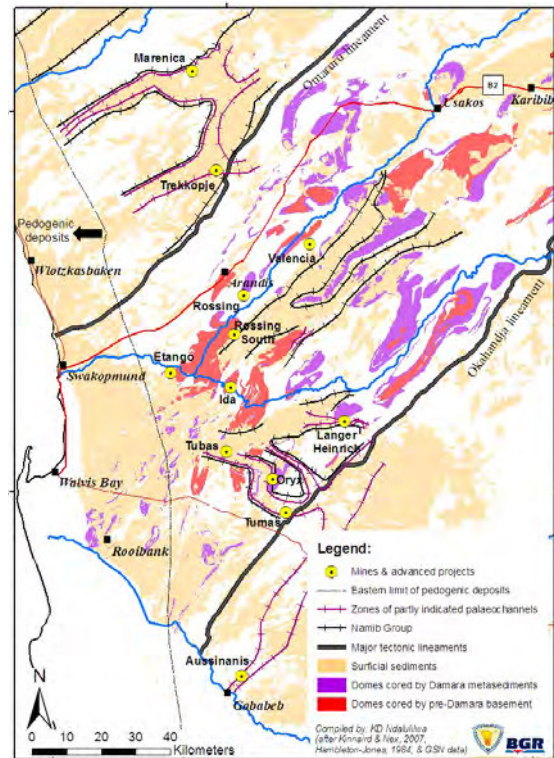 Marenica
Omaruru lineament
B2
Usakos
Karibib
Trekkopje
Pedogenic
deposits
Wlotzkasbaken
Valencia
Arandis
Rossing
Rossing
South
Okahandja lineament
Etango
Swakopmund
Ida
Langer
Heinrich
Tubas
Oryx
Walvis Bay
Tumas
Rooibank
Aussinanis
Gababeb
N
0 10 20 30 40
Kilometers
Legend:
Mines & advanced projects
Eastern limit of pedogenic deposits
Zones of partly indicated palaeochannels
Namib Group
Major tectonic lineaments
Surficial sediments
Domes cored by Damara metasediments
Domes cored by pre-Damara basement
Compiled by: KD Ndalulilwa
(after Kinnaird & Nex, 2007,
Hambleton-Jones, 1984, & GSN data)
BGR